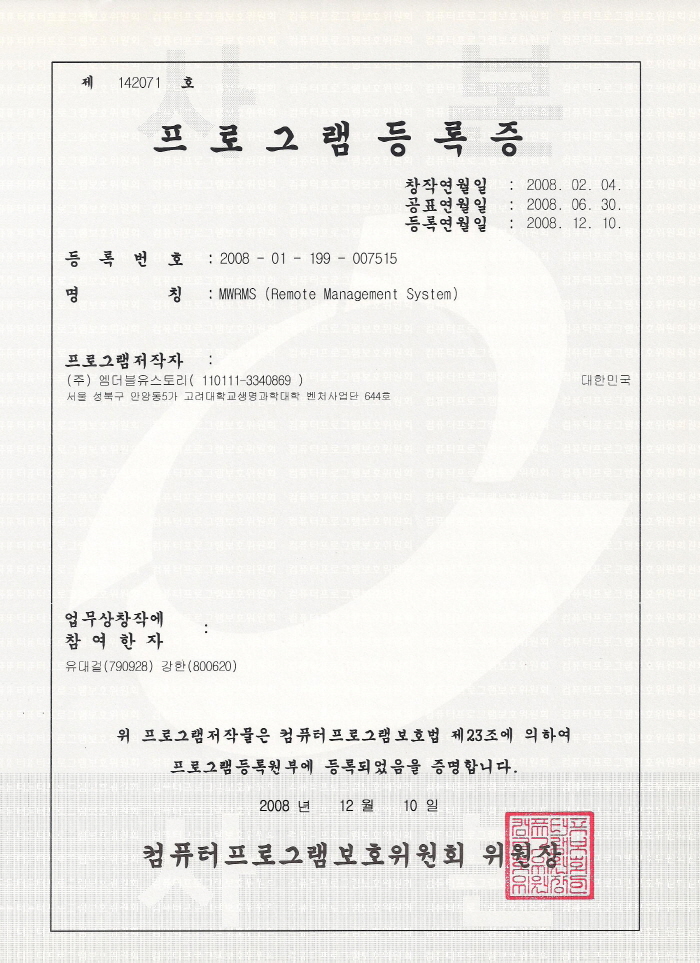 제 142071 호
프로그램등록증
창작연월일 : 2008. 02. 04.
공표연월일 : 2008. 06. 30.
등록연월일 : 2008. 12. 10.
등 록 번 호 : 2008 - 01 - 199 - 007515
명 칭 : MWRMS (Remote Management System)
프로그램저작자 :
(주) 엠더블유스토리( 110111-3340869 ) 대한민국
서울 성북구 안암동5가 고려대학교생명과학대학 벤처사업단 644호
업무상창작에
참 여 한 자 :
유대걸(790928) 강한(800620)
위 프로그램저작물은 컴퓨터프로그램보호법 제23조에 의하여
프로그램등록원부에 등록되었음을 증명합니다.
2008 년 12 월 10 일
컴퓨터프로그램보호위원회 위원장